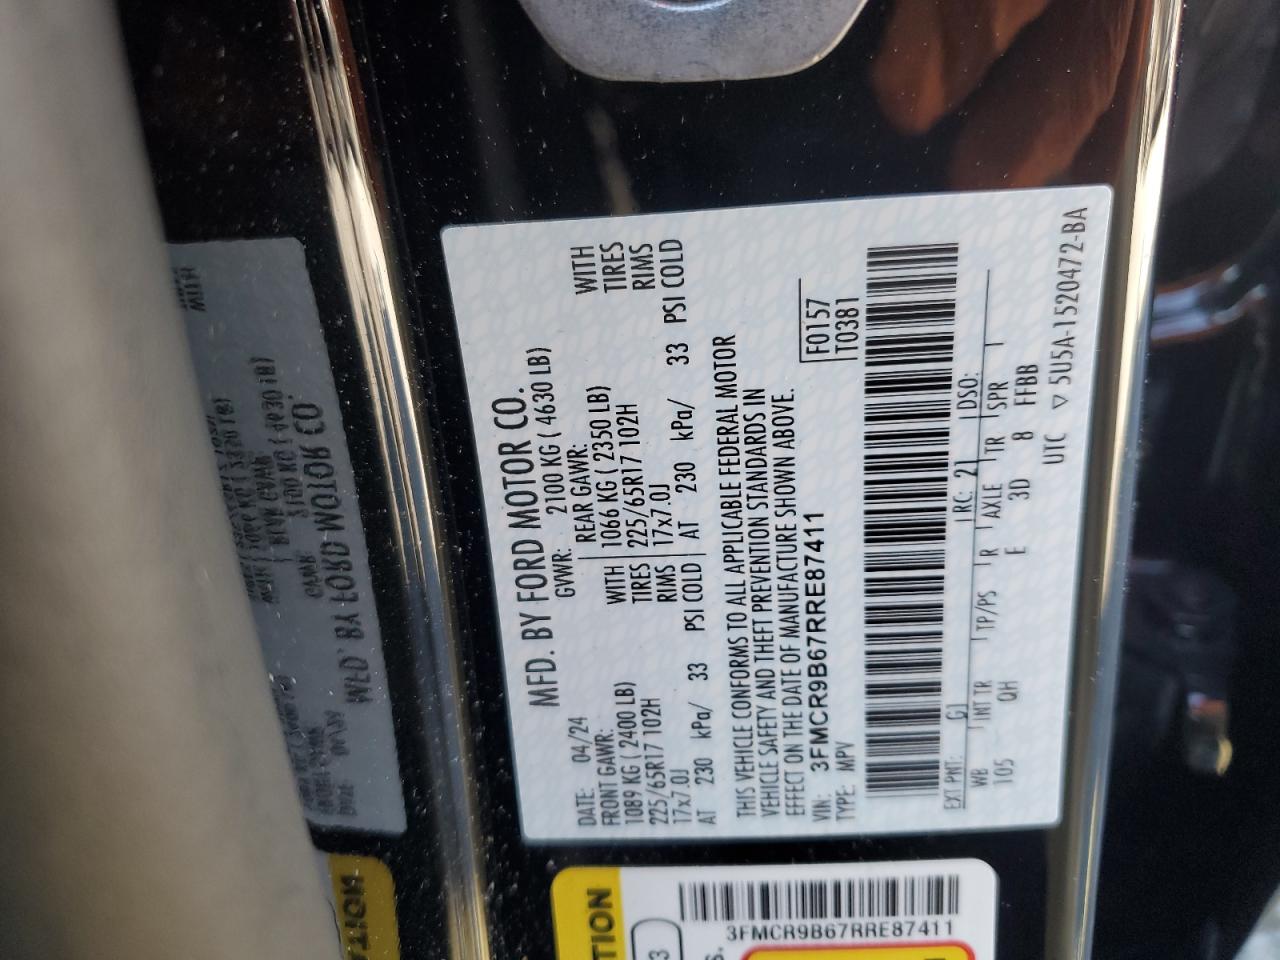 MFD. BY FORD MOTOR CO.
DATE: 04/24 GVWR: 2100 KG ( 4630 LB)
FRONT GAWR: REAR GAWR:
1089 KG ( 2400 LB) WITH 1066 KG ( 2350 LB) WITH
225/65R17 102H TIRES 225/65R17 102H TIRES
17x7.0J RIMS 17x7.0J RIMS
AT 230 kPa/ 33 PSI COLD AT 230 kPa/ 33 PSI COLD
THIS VEHICLE CONFORMS TO ALL APPLICABLE FEDERAL MOTOR
VEHICLE SAFETY AND THEFT PREVENTION STANDARDS IN
EFFECT ON THE DATE OF MANUFACTURE SHOWN ABOVE.
VIN: 3FMCR9B67RRE87411 F0157
TYPE: MPV T0381
EXT PNT: G1 RC: 21 DSO:
WB INT TR TP/PS R AXLE TR SPR
105 QH E 3D 8 FFBB
UTC ▽ 5U5A-1520472-BA
TION
3FMCR9B67RRE87411